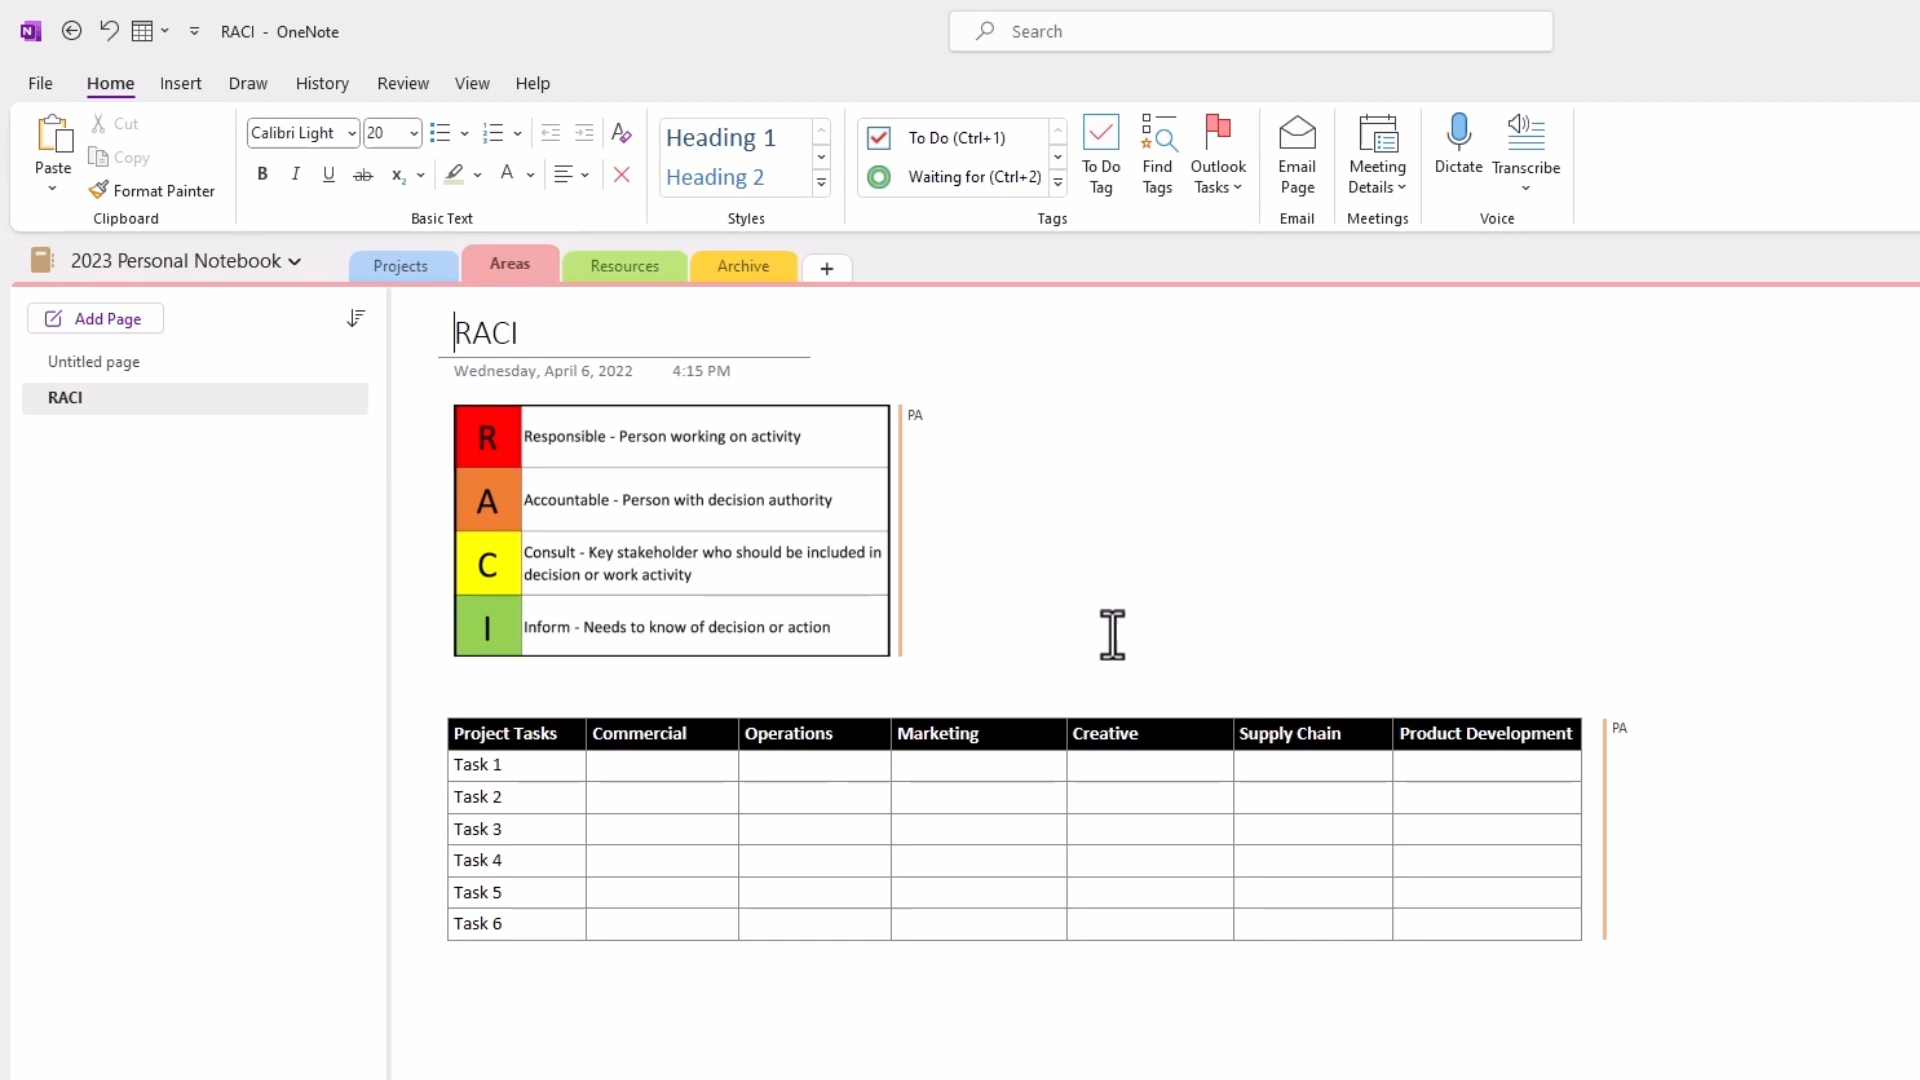 RACI - OneNote
Search
File Home Insert Draw History Review View Help
Paste
Cut
Copy
Format Painter
Clipboard
Calibri Light 20
B I U ab x₂ A
Basic Text
Heading 1
Heading 2
Styles
To Do (Ctrl+1)
Waiting for (Ctrl+2)
To Do
Tag
Find
Tags
Outlook
Tasks
Tags
Email
Page
Email
Meeting
Details
Meetings
Dictate
Transcribe
Voice
2023 Personal Notebook
Projects Areas Resources Archive +
Add Page
Untitled page
RACI
RACI
Wednesday, April 6, 2022 4:15 PM
R Responsible - Person working on activity
A Accountable - Person with decision authority
C Consult - Key stakeholder who should be included in
decision or work activity
I Inform - Needs to know of decision or action
PA
Project Tasks Commercial Operations Marketing Creative Supply Chain Product Development
PA
Task 1
Task 2
Task 3
Task 4
Task 5
Task 6